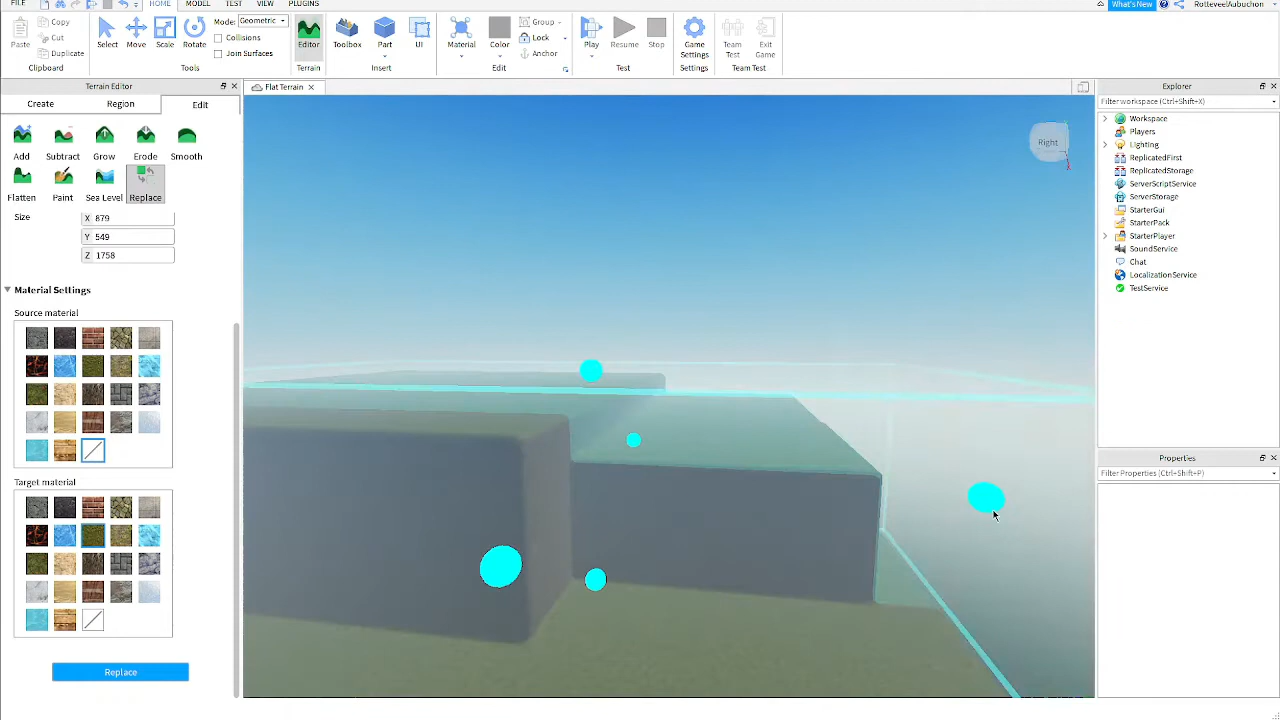 FILE HOME MODEL TEST VIEW PLUGINS What's New RotteveelAubuchon
Copy Mode: Geometric Group
Cut Collisions Lock
Paste Duplicate Select Move Scale Rotate Join Surfaces Editor Toolbox Part UI Material Color Anchor Play Resume Stop Game Settings Team Test Exit Game
Clipboard Tools Terrain Insert Edit Test Settings Team Test
Terrain Editor
Create Region Edit
Add Subtract Grow Erode Smooth
Flatten Paint Sea Level Replace
Size X 879
Y 549
Z 1758
Material Settings
Source material
Target material
Replace
Flat Terrain
Right
Explorer
Filter workspace (Ctrl+Shift+X)
Workspace
Players
Lighting
ReplicatedFirst
ReplicatedStorage
ServerScriptService
ServerStorage
StarterGui
StarterPack
StarterPlayer
SoundService
Chat
LocalizationService
TestService
Properties
Filter Properties (Ctrl+Shift+P)